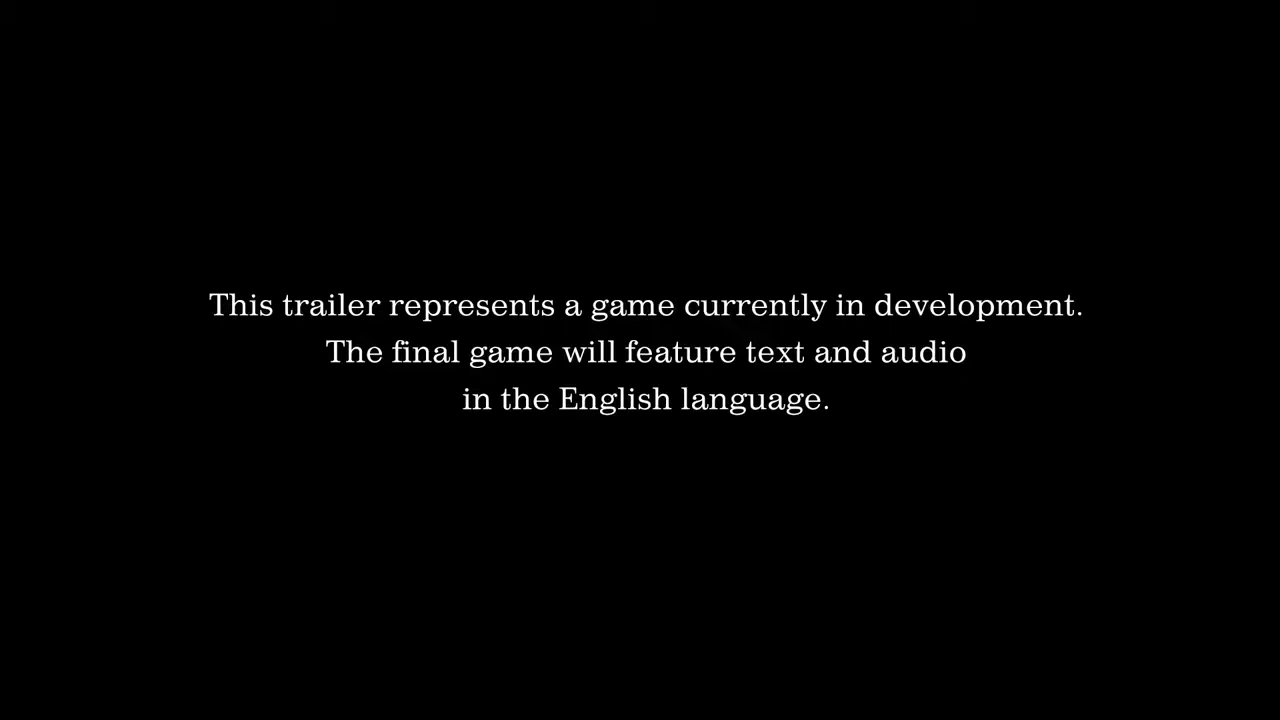 This trailer represents a game currently in development.
The final game will feature text and audio
in the English language.